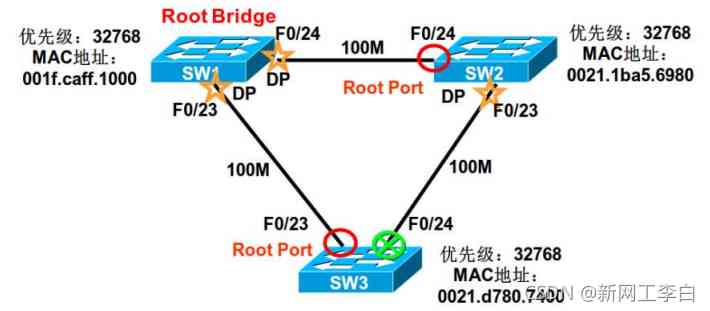 Root Bridge
优先级：32768
MAC地址：
001f.caff.1000
SW1
F0/24
DP
DP
F0/23
100M
F0/24
Root Port
SW2
DP
F0/23
优先级：32768
MAC地址：
0021.1ba5.6980
100M
100M
F0/23
Root Port
F0/24
SW3
优先级：32768
MAC地址：
0021.d780.7400
CSDN @新网工李白